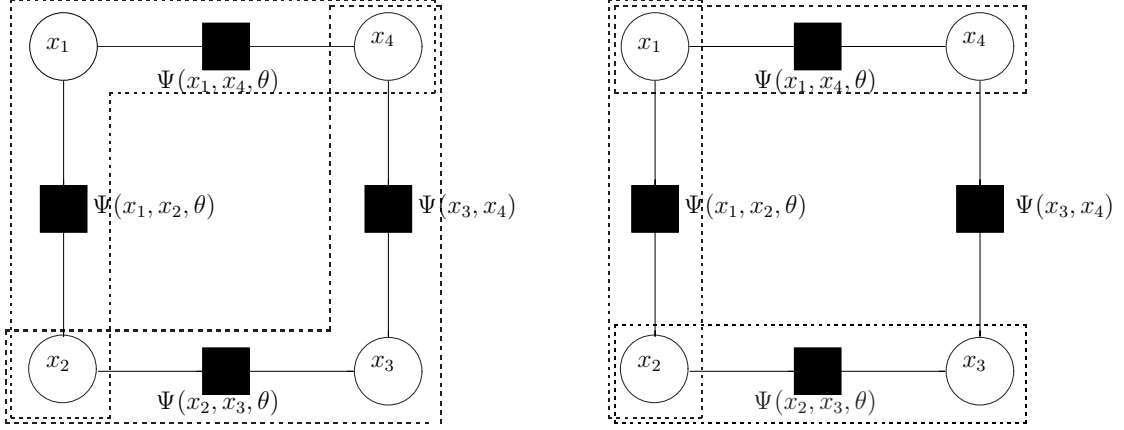 x₁ x₄ x₁ x₄
Ψ(x₁, x₄, θ) Ψ(x₁, x₄, θ)
Ψ(x₁, x₂, θ) Ψ(x₃, x₄) Ψ(x₁, x₂, θ) Ψ(x₃, x₄)
x₂ x₃ x₂ x₃
Ψ(x₂, x₃, θ) Ψ(x₂, x₃, θ)